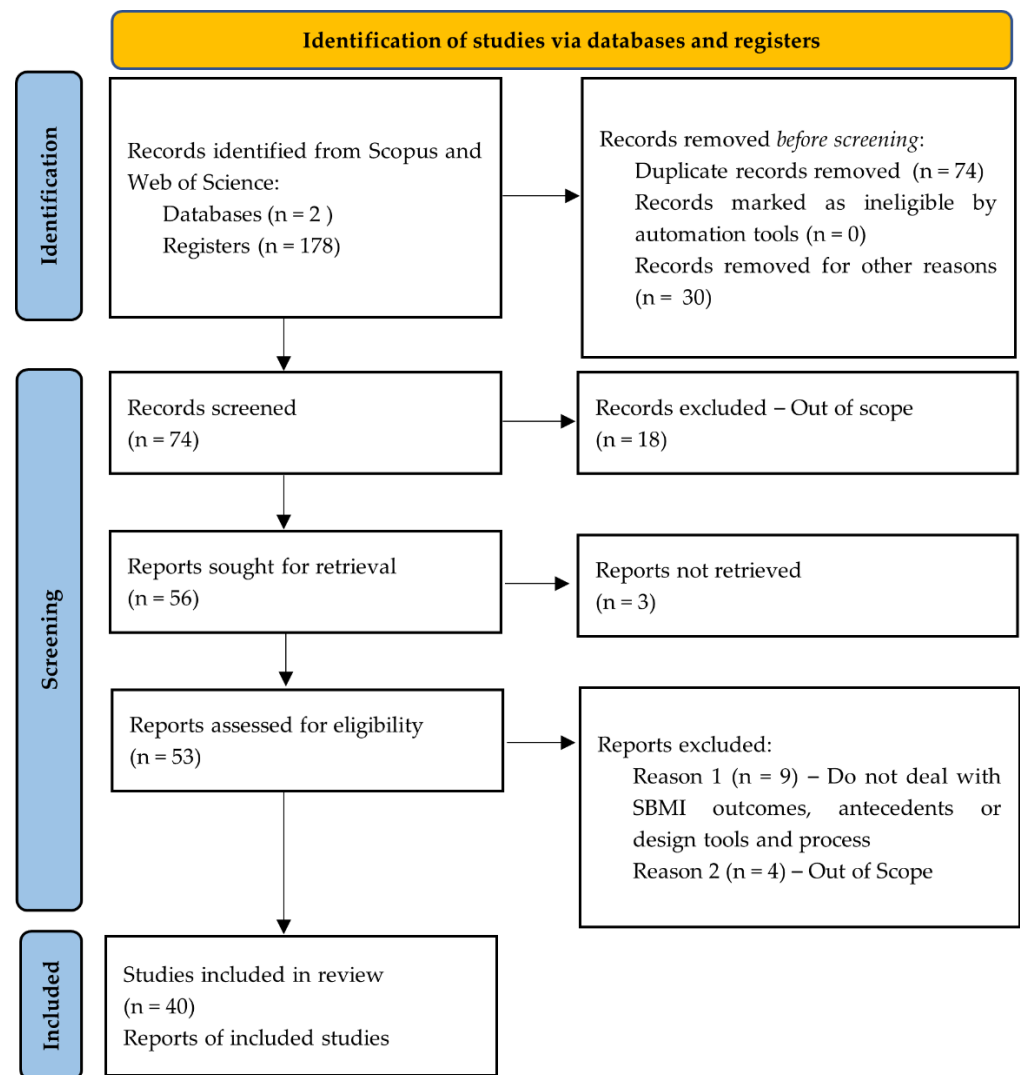 Identification of studies via databases and registers
Identification
Records identified from Scopus and
Web of Science:
Databases (n = 2 )
Registers (n = 178)
Records removed before screening:
Duplicate records removed (n = 74)
Records marked as ineligible by
automation tools (n = 0)
Records removed for other reasons
(n = 30)
Screening
Records screened
(n = 74)
Records excluded – Out of scope
(n = 18)
Reports sought for retrieval
(n = 56)
Reports not retrieved
(n = 3)
Reports assessed for eligibility
(n = 53)
Reports excluded:
Reason 1 (n = 9) – Do not deal with
SBMI outcomes, antecedents or
design tools and process
Reason 2 (n = 4) – Out of Scope
Included
Studies included in review
(n = 40)
Reports of included studies